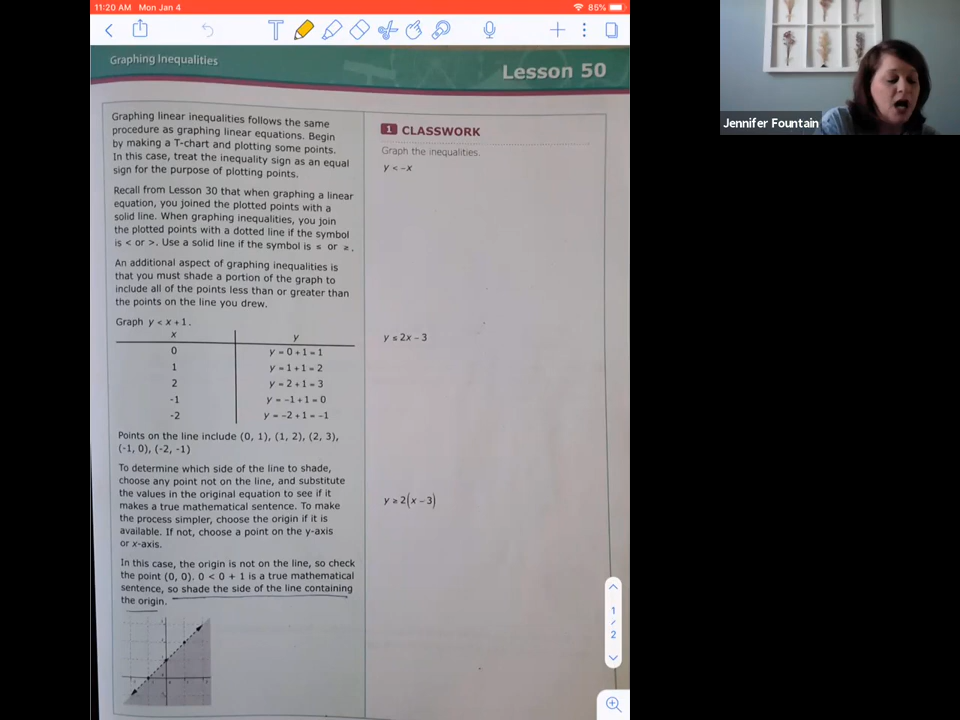 11:20 AM Mon Jan 4
85%
Graphing Inequalities
Lesson 50
Graphing linear inequalities follows the same
procedure as graphing linear equations. Begin
by making a T-chart and plotting some points.
In this case, treat the inequality sign as an equal
sign for the purpose of plotting points.
Recall from Lesson 30 that when graphing a linear
equation, you joined the plotted points with a
solid line. When graphing inequalities, you join
the plotted points with a dotted line if the symbol
is < or >. Use a solid line if the symbol is ≤ or ≥.
An additional aspect of graphing inequalities is
that you must shade a portion of the graph to
include all of the points less than or greater than
the points on the line you drew.
Graph y < x + 1.
x y
0 y = 0 + 1 = 1
1 y = 1 + 1 = 2
2 y = 2 + 1 = 3
-1 y = −1 + 1 = 0
-2 y = −2 + 1 = −1
Points on the line include (0, 1), (1, 2), (2, 3),
(-1, 0), (-2, -1)
To determine which side of the line to shade,
choose any point not on the line, and substitute
the values in the original equation to see if it
makes a true mathematical sentence. To make
the process simpler, choose the origin if it is
available. If not, choose a point on the y-axis
or x-axis.
In this case, the origin is not on the line, so check
the point (0, 0). 0 < 0 + 1 is a true mathematical
sentence, so shade the side of the line containing
the origin.
1 CLASSWORK
Graph the inequalities.
y < −x
y ≤ 2x − 3
y ≥ 2(x − 3)
1
/
2
Jennifer Fountain